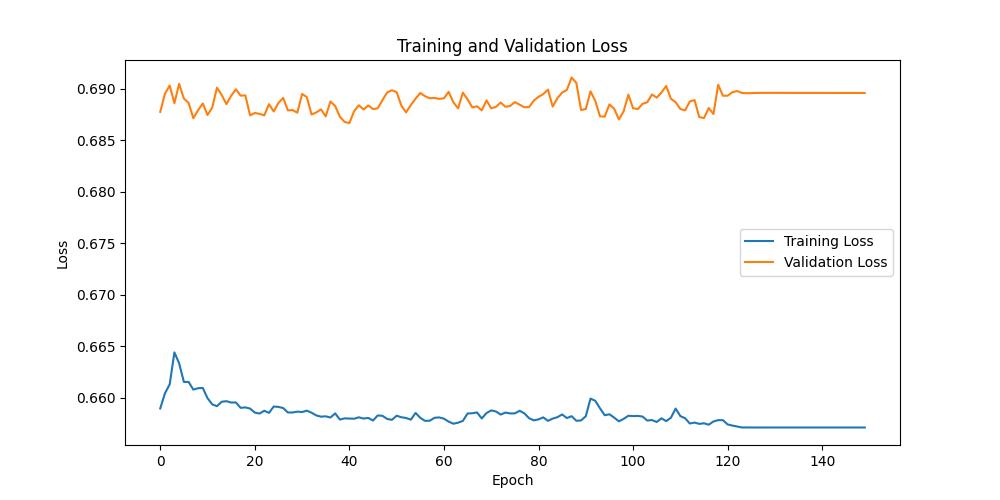 Training and Validation Loss
0.690
0.685
0.680
0.675
0.670
0.665
0.660
Loss
Training Loss
Validation Loss
0 20 40 60 80 100 120 140
Epoch